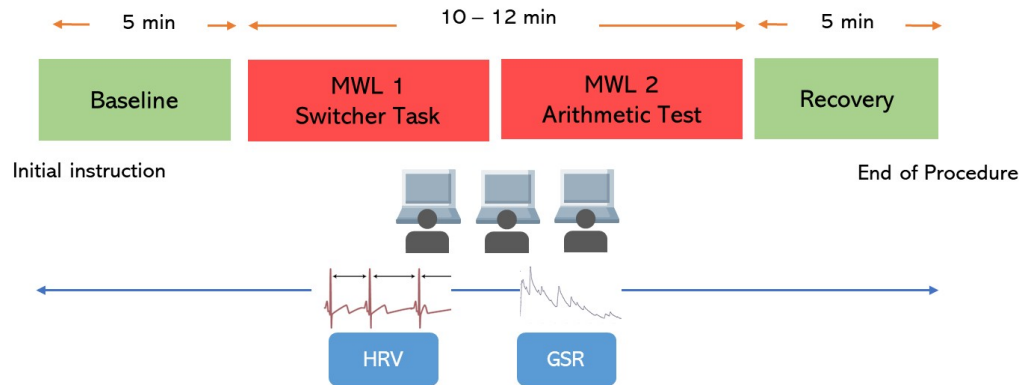 5 min
10 – 12 min
5 min
Baseline
MWL 1
Switcher Task
MWL 2
Arithmetic Test
Recovery
Initial instruction
End of Procedure
HRV
GSR